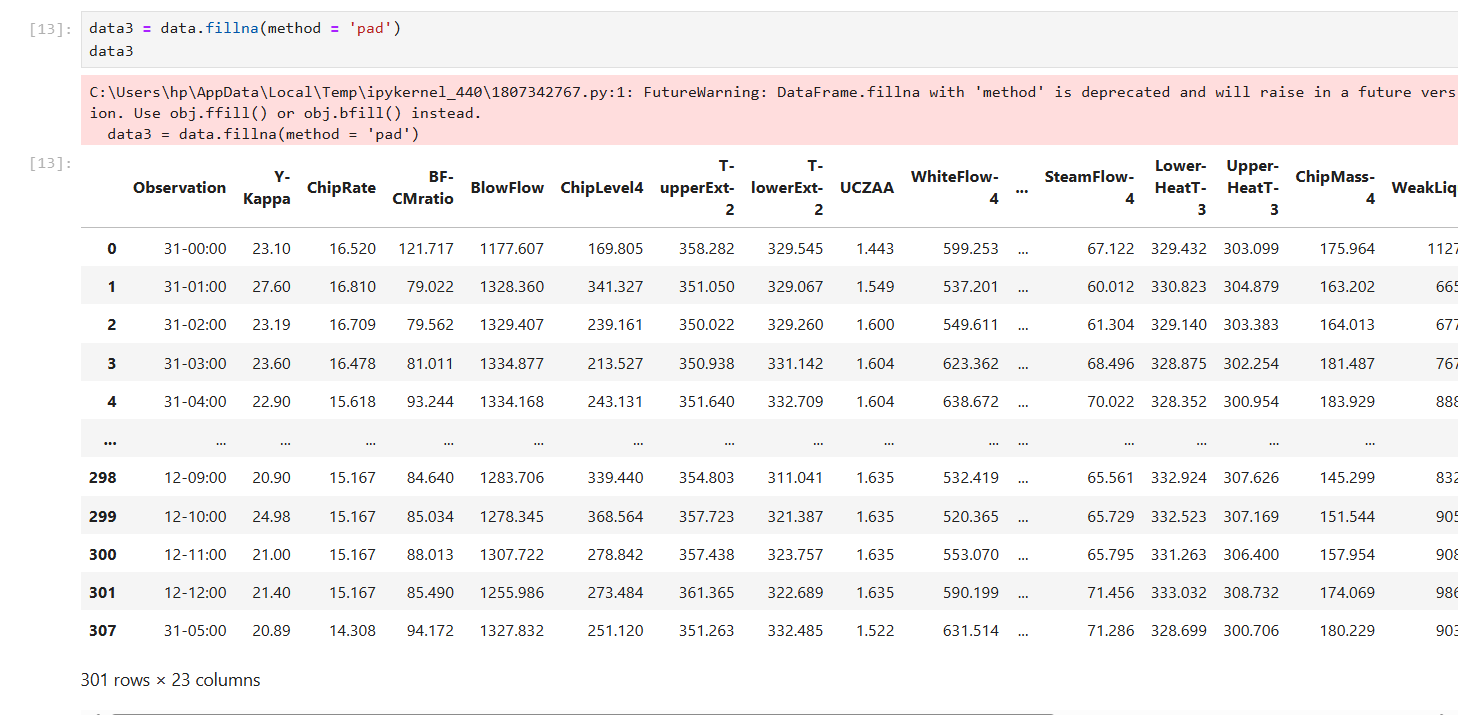 [13]: data3 = data.fillna(method = 'pad')
data3
C:\Users\hp\AppData\Local\Temp\ipykernel_440\1807342767.py:1: FutureWarning: DataFrame.fillna with 'method' is deprecated and will raise in a future vers
ion. Use obj.ffill() or obj.bfill() instead.
data3 = data.fillna(method = 'pad')
[13]:
Observation Y-Kappa ChipRate BF-CMratio BlowFlow ChipLevel4 T-upperExt-2 T-lowerExt-2 UCZAA WhiteFlow-4 ... SteamFlow-4 Lower-HeatT-3 Upper-HeatT-3 ChipMass-4 WeakLiq
0 31-00:00 23.10 16.520 121.717 1177.607 169.805 358.282 329.545 1.443 599.253 ... 67.122 329.432 303.099 175.964 1127
1 31-01:00 27.60 16.810 79.022 1328.360 341.327 351.050 329.067 1.549 537.201 ... 60.012 330.823 304.879 163.202 665
2 31-02:00 23.19 16.709 79.562 1329.407 239.161 350.022 329.260 1.600 549.611 ... 61.304 329.140 303.383 164.013 677
3 31-03:00 23.60 16.478 81.011 1334.877 213.527 350.938 331.142 1.604 623.362 ... 68.496 328.875 302.254 181.487 767
4 31-04:00 22.90 15.618 93.244 1334.168 243.131 351.640 332.709 1.604 638.672 ... 70.022 328.352 300.954 183.929 888
... ... ... ... ... ... ... ... ... ... ... ... ... ... ... ...
298 12-09:00 20.90 15.167 84.640 1283.706 339.440 354.803 311.041 1.635 532.419 ... 65.561 332.924 307.626 145.299 832
299 12-10:00 24.98 15.167 85.034 1278.345 368.564 357.723 321.387 1.635 520.365 ... 65.729 332.523 307.169 151.544 905
300 12-11:00 21.00 15.167 88.013 1307.722 278.842 357.438 323.757 1.635 553.070 ... 65.795 331.263 306.400 157.954 908
301 12-12:00 21.40 15.167 85.490 1255.986 273.484 361.365 322.689 1.635 590.199 ... 71.456 333.032 308.732 174.069 986
307 31-05:00 20.89 14.308 94.172 1327.832 251.120 351.263 332.485 1.522 631.514 ... 71.286 328.699 300.706 180.229 903
301 rows × 23 columns